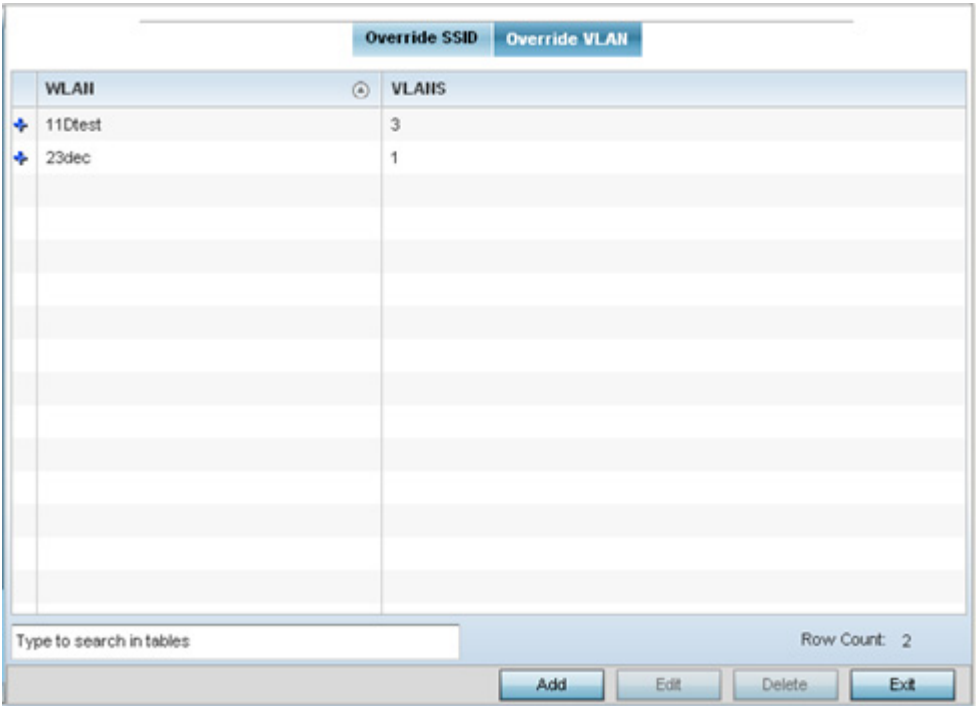 Override SSID Override VLAN
WLAN VLANS
11Dtest 3
23dec 1
Type to search in tables Row Count: 2
Add Edit Delete Exit